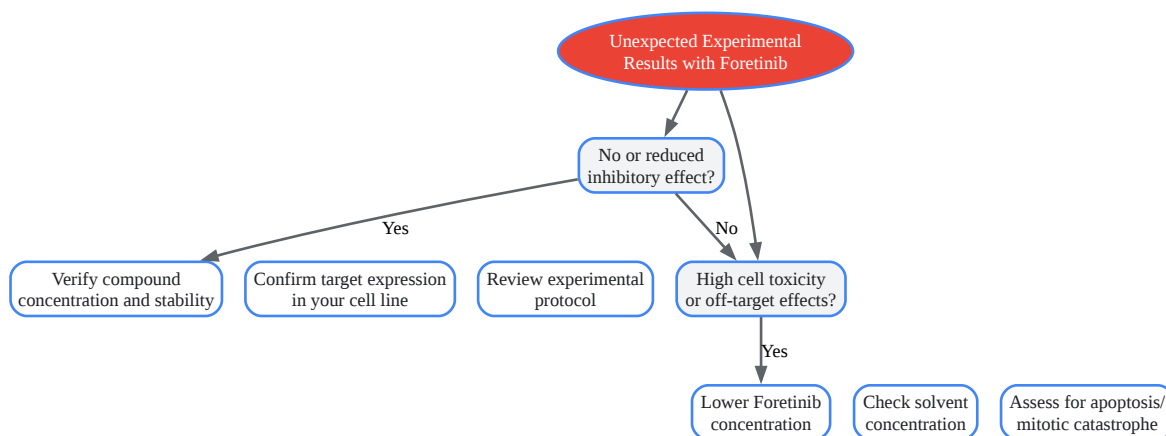 Unexpected Experimental
Results with Foretinib
No or reduced
inhibitory effect?
Yes
No
Verify compound
concentration and stability
Confirm target expression
in your cell line
Review experimental
protocol
High cell toxicity
or off-target effects?
Yes
Lower Foretinib
concentration
Check solvent
concentration
Assess for apoptosis/
mitotic catastrophe